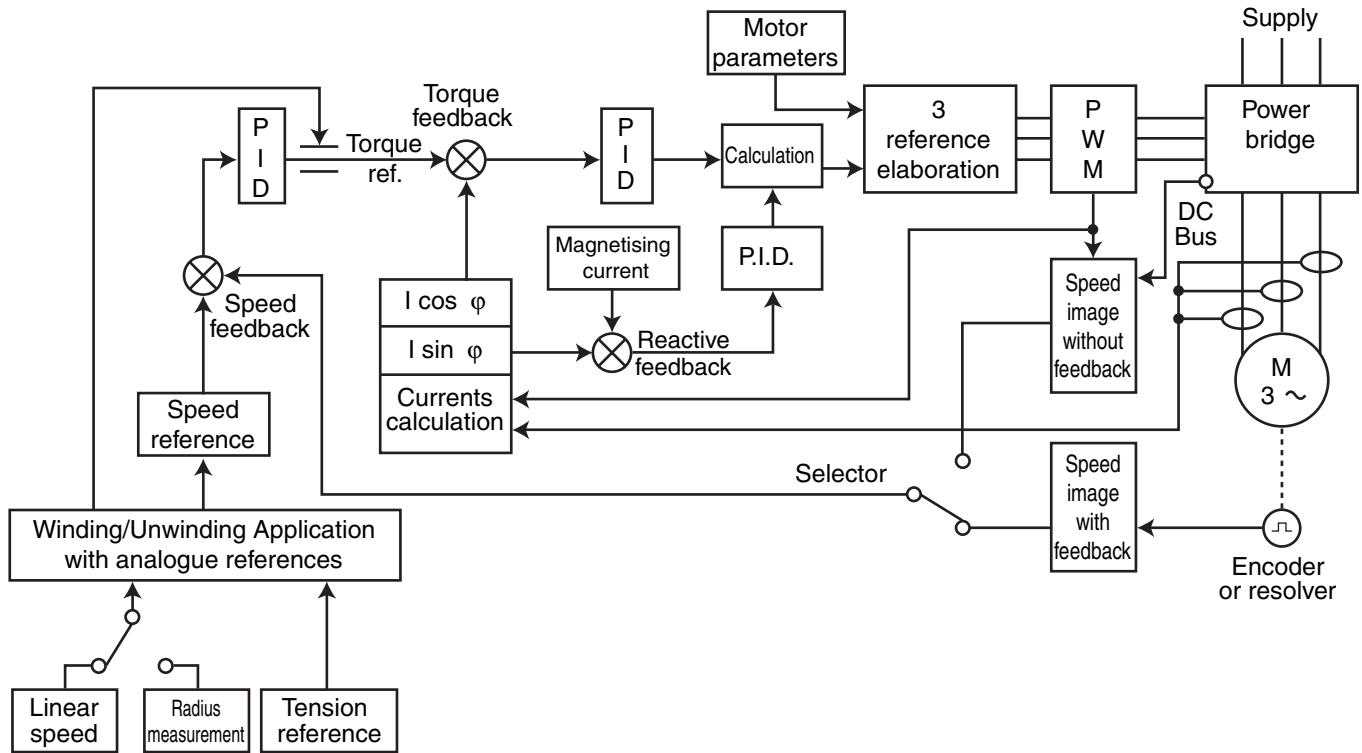 Supply
Motor
parameters
Torque
feedback
P
I
D
Torque
ref.
P
I
D
Calculation
3
reference
elaboration
P
W
M
Power
bridge
DC
Bus
Magnetising
current
P.I.D.
Speed
feedback
I cos φ
I sin φ
Currents
calculation
Reactive
feedback
Speed
image
without
feedback
M
3 ~
Speed
reference
Selector
Speed
image
with
feedback
Encoder
or resolver
Winding/Unwinding Application
with analogue references
Linear
speed
Radius
measurement
Tension
reference